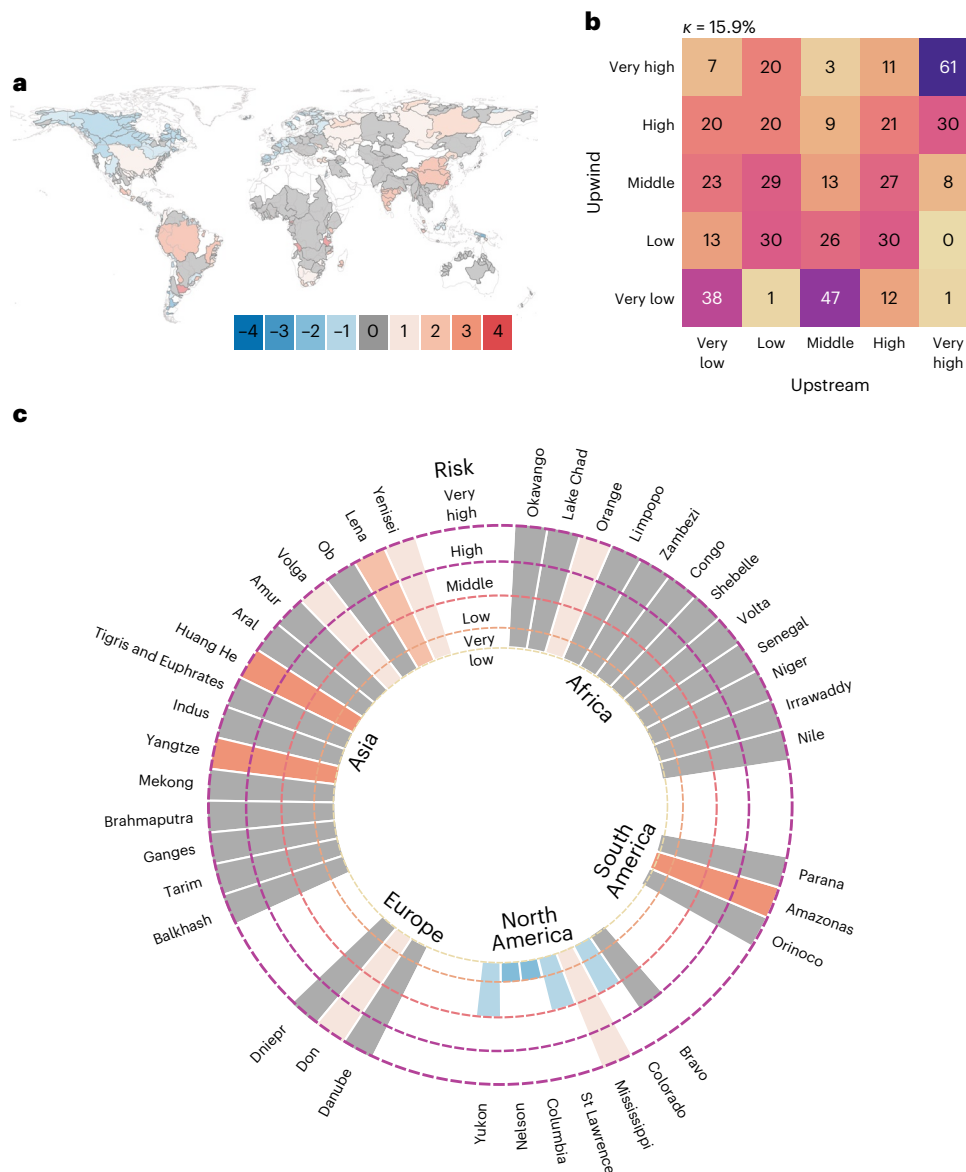 a
−4 −3 −2 −1 0 1 2 3 4
b
κ = 15.9%
Upwind
Very high 7 20 3 11 61
High 20 20 9 21 30
Middle 23 29 13 27 8
Low 13 30 26 30 0
Very low 38 1 47 12 1
Very
low
Low
Middle
High
Very
high
Upstream
c
Risk
Very
high
High
Middle
Low
Very
low
Okavango
Lake Chad
Orange
Limpopo
Zambezi
Congo
Shebelle
Volta
Senegal
Niger
Irrawaddy
Nile
Africa
Parana
Amazonas
Orinoco
South
America
Bravo
Colorado
Mississippi
St Lawrence
Columbia
Nelson
Yukon
North
America
Danube
Don
Dniepr
Europe
Balkhash
Tarim
Ganges
Brahmaputra
Mekong
Yangtze
Indus
Tigris and Euphrates
Huang He
Aral
Amur
Volga
Ob
Lena
Yenisei
Asia